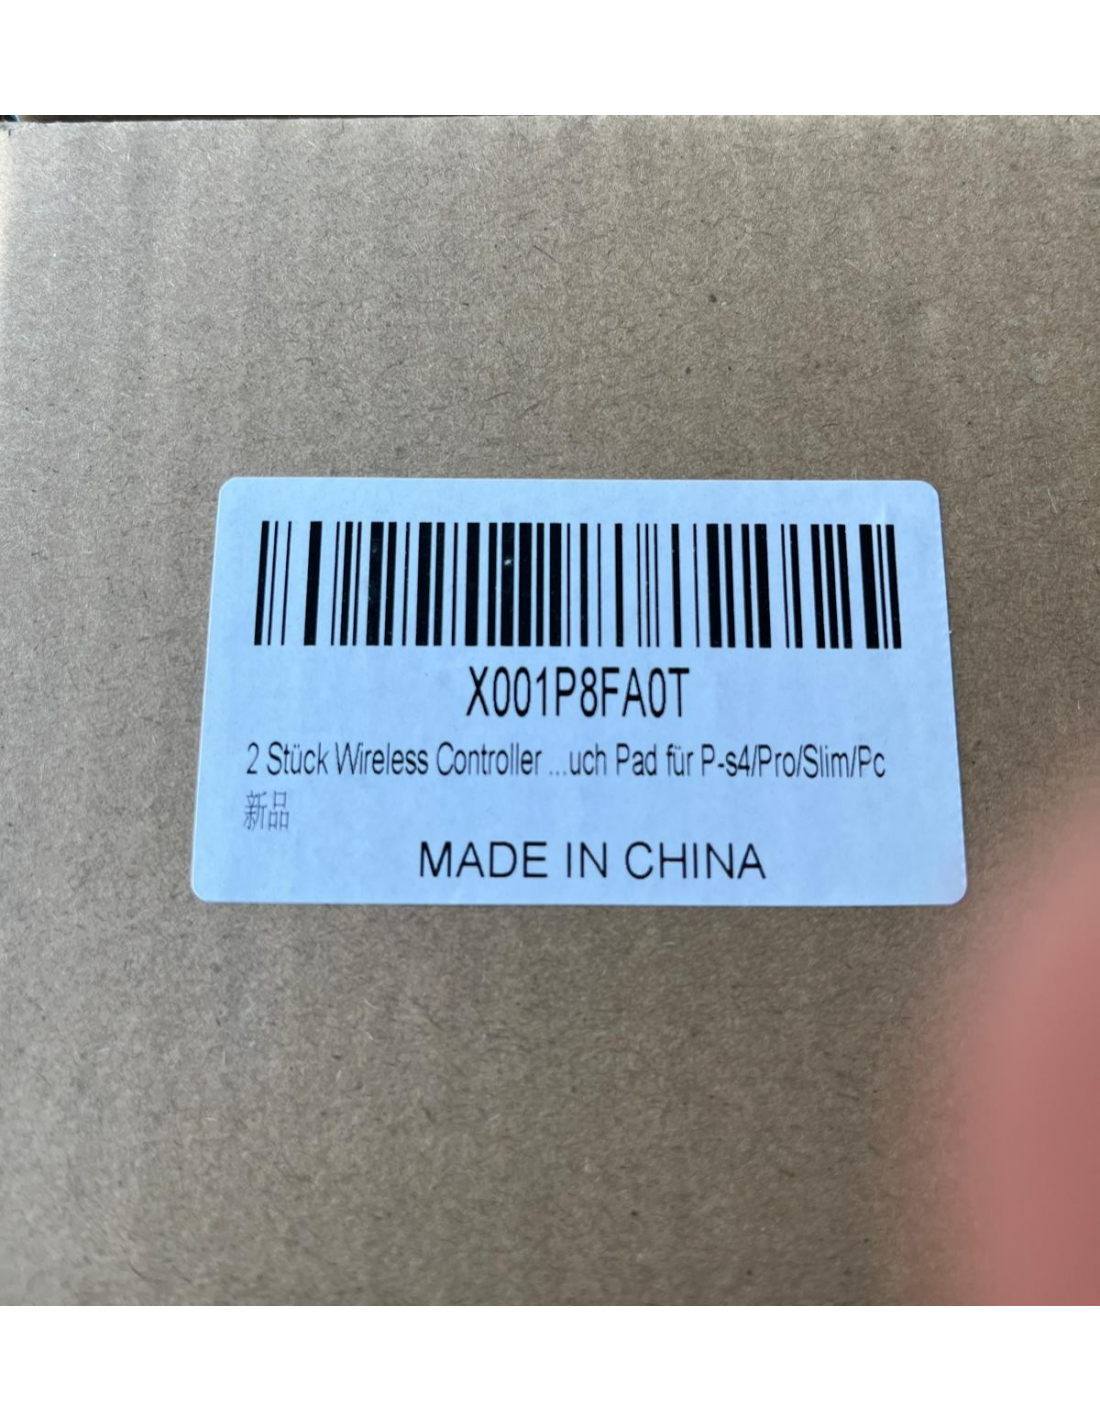 X001P8FA0T
2 Stück Wireless Controller ...uch Pad für P-s4/Pro/Slim/Pc
新品
MADE IN CHINA